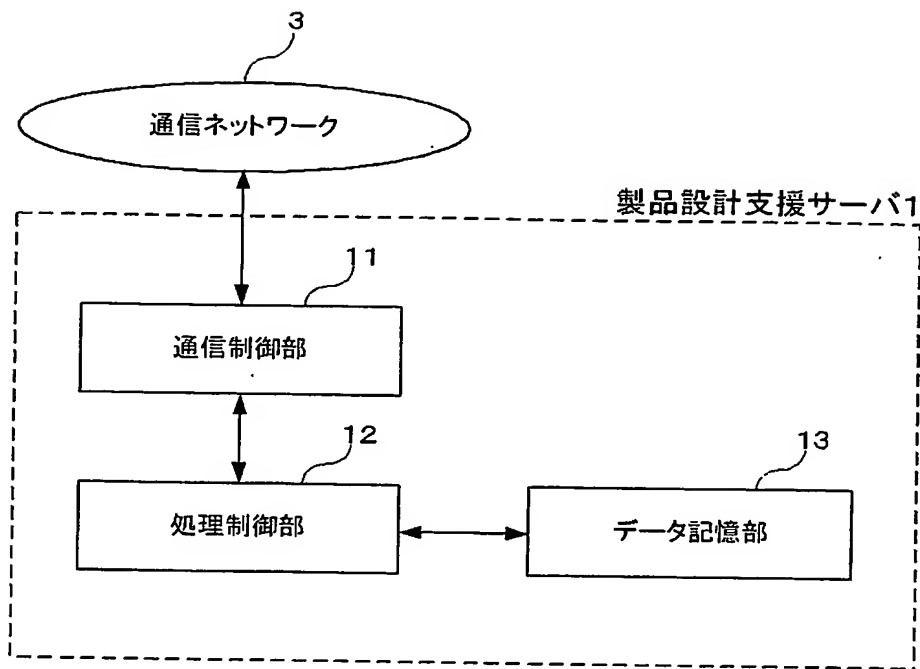 3
通信ネットワーク
製品設計支援サーバ1
11
通信制御部
12
処理制御部
13
データ記憶部